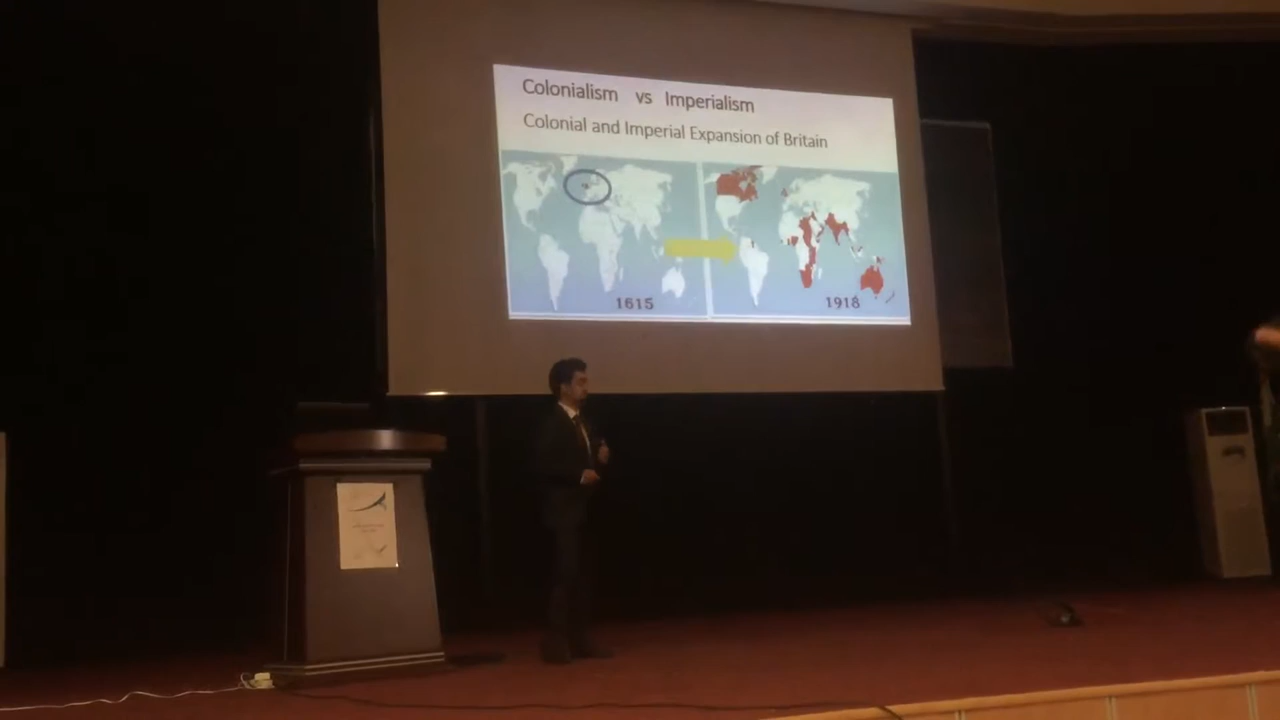 Colonialism vs Imperialism
Colonial and Imperial Expansion of Britain
1615
1918